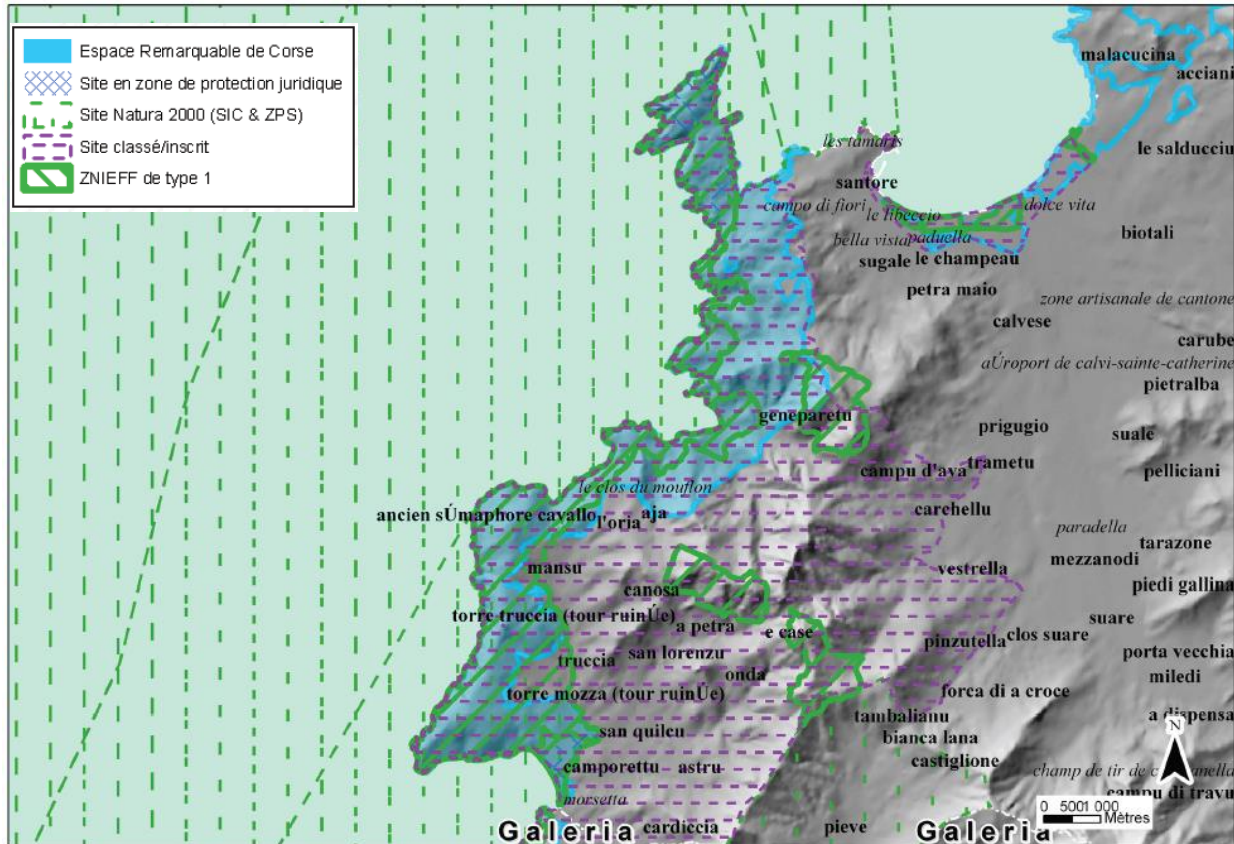 Espace Remarquable de Corse
Site en zone de protection juridique
Site Natura 2000 (SIC & ZPS)
Site classé/inscrit
ZNIEFF de type 1
malacucina
acciani
les tamaris
le salducciu
santore
campo di fiori
le libeccio
dolce vita
biotali
bella vista
paduella
sugale
le champeau
petra maio
zone artisanale de cantone
calvese
carube
aÚroport de calvi-sainte-catherine
pietralba
geneparetu
prigugio
suale
campu d'ava
trametu
pelliciani
le clos du mouflon
carehellu
ancien sÚmaphore cavallo
l'oria
aja
paradella
tarazone
mezzanodi
mansu
vestrella
canosa
piedi gallina
torre truccia (tour ruinÚe)
a petra
e case
suare
pinzutella
clos suare
san lorenzu
porta vecchia
truccia
onda
miledi
torre mozza (tour ruinÚe)
forca di a croce
tambalianu
a dispensa
N
san quilcu
bianca lana
castiglione
camporettu
astru
champ de tir de
campu di travu
morsetta
0 500 1 000
Mètres
Galeria
cardiccia
pieve
Galeria